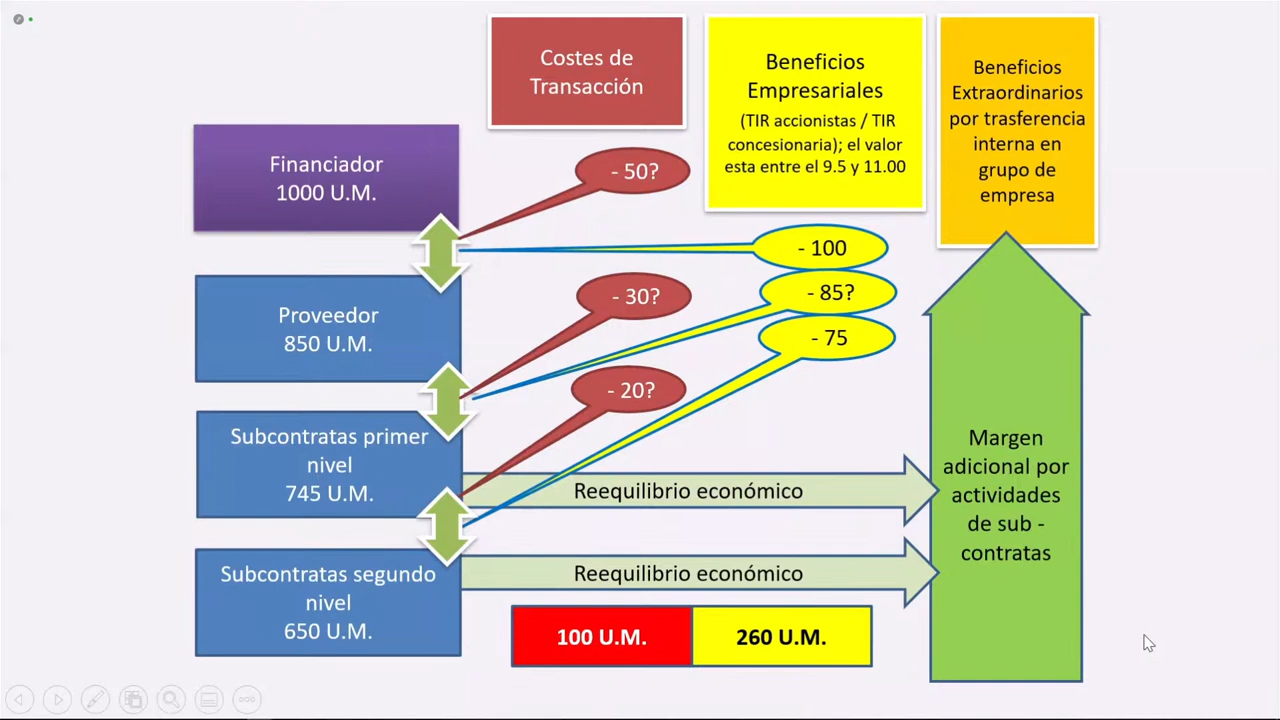 Costes de
Transacción
Beneficios
Empresariales
(TIR accionistas / TIR
concesionaria); el valor
esta entre el 9.5 y 11.00
Beneficios
Extraordinarios
por trasferencia
interna en
grupo de
empresa
Financiador
1000 U.M.
- 50?
- 100
Proveedor
850 U.M.
- 30?
- 85?
- 75
Subcontratas primer
nivel
745 U.M.
- 20?
Reequilibrio económico
Subcontratas segundo
nivel
650 U.M.
Reequilibrio económico
Margen
adicional por
actividades
de sub -
contratas
100 U.M.
260 U.M.